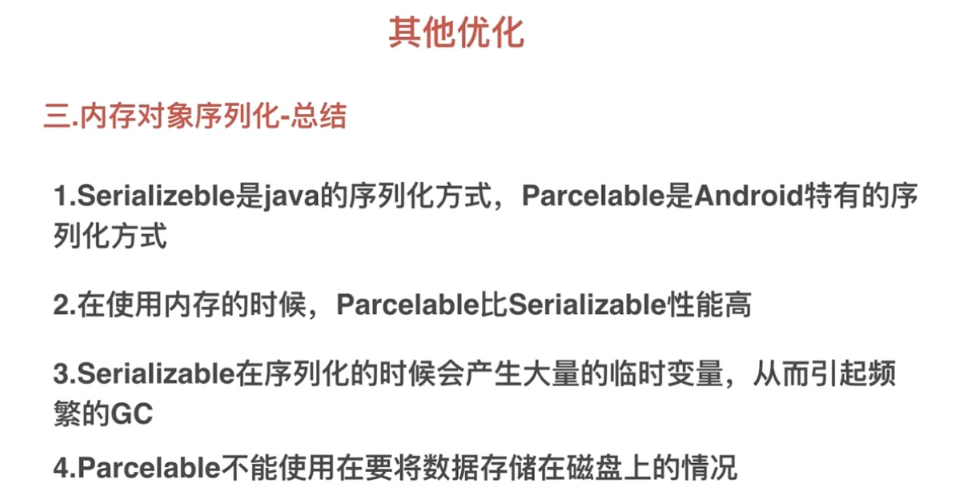 其他优化
三.内存对象序列化-总结
1.Serializeble是java的序列化方式，Parcelable是Android特有的序
列化方式
2.在使用内存的时候，Parcelable比Serializable性能高
3.Serializable在序列化的时候会产生大量的临时变量，从而引起频
繁的GC
4.Parcelable不能使用在要将数据存储在磁盘上的情况